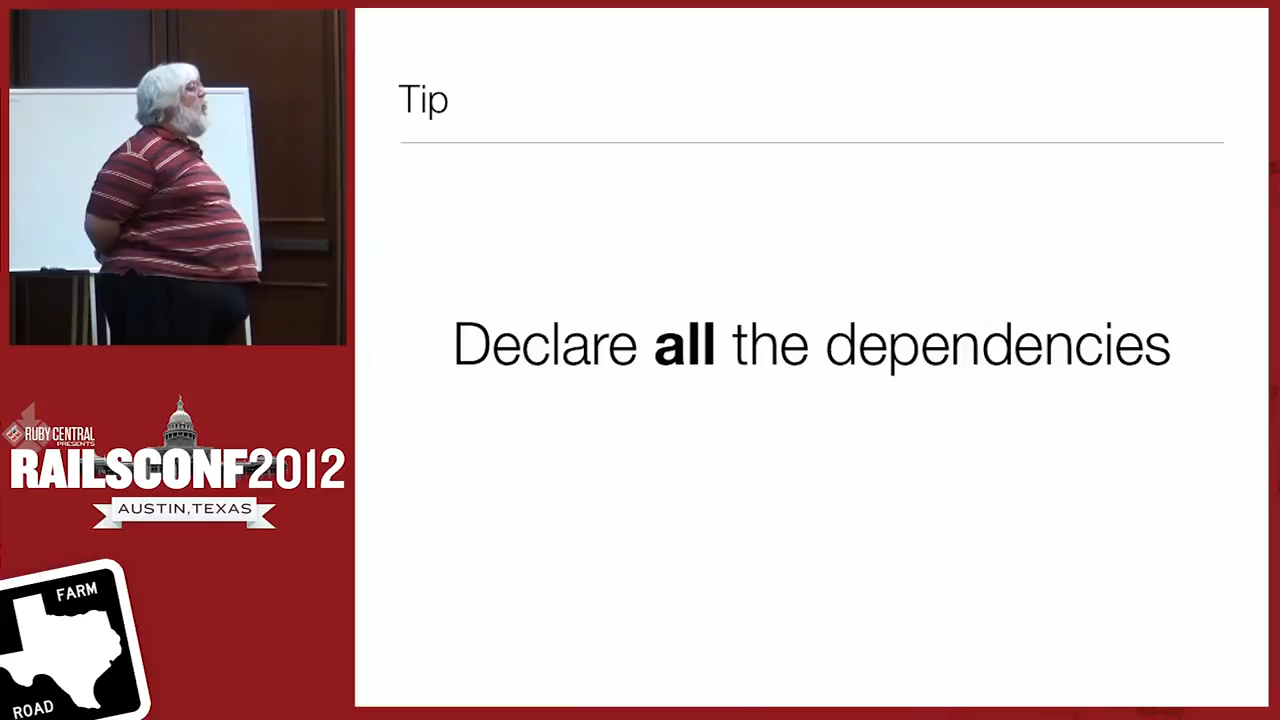 Tip
Declare all the dependencies
RUBY CENTRAL
PRESENTS
RAILSCONF2012
AUSTIN, TEXAS
FARM
ROAD